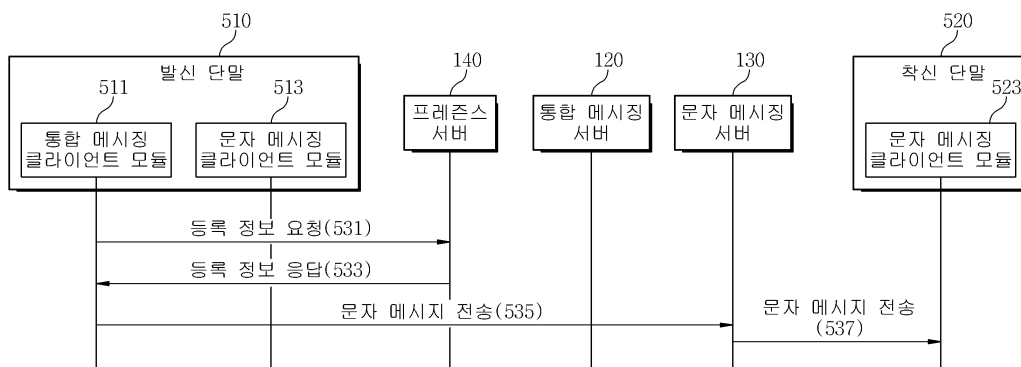 510
520
발신 단말
140
120
130
착신 단말
511
513
523
프레즌스
서버
통합 메시징
서버
문자 메시징
서버
통합 메시징
클라이언트 모듈
문자 메시징
클라이언트 모듈
문자 메시징
클라이언트 모듈
등록 정보 요청(531)
등록 정보 응답(533)
문자 메시지 전송(535)
문자 메시지 전송
(537)